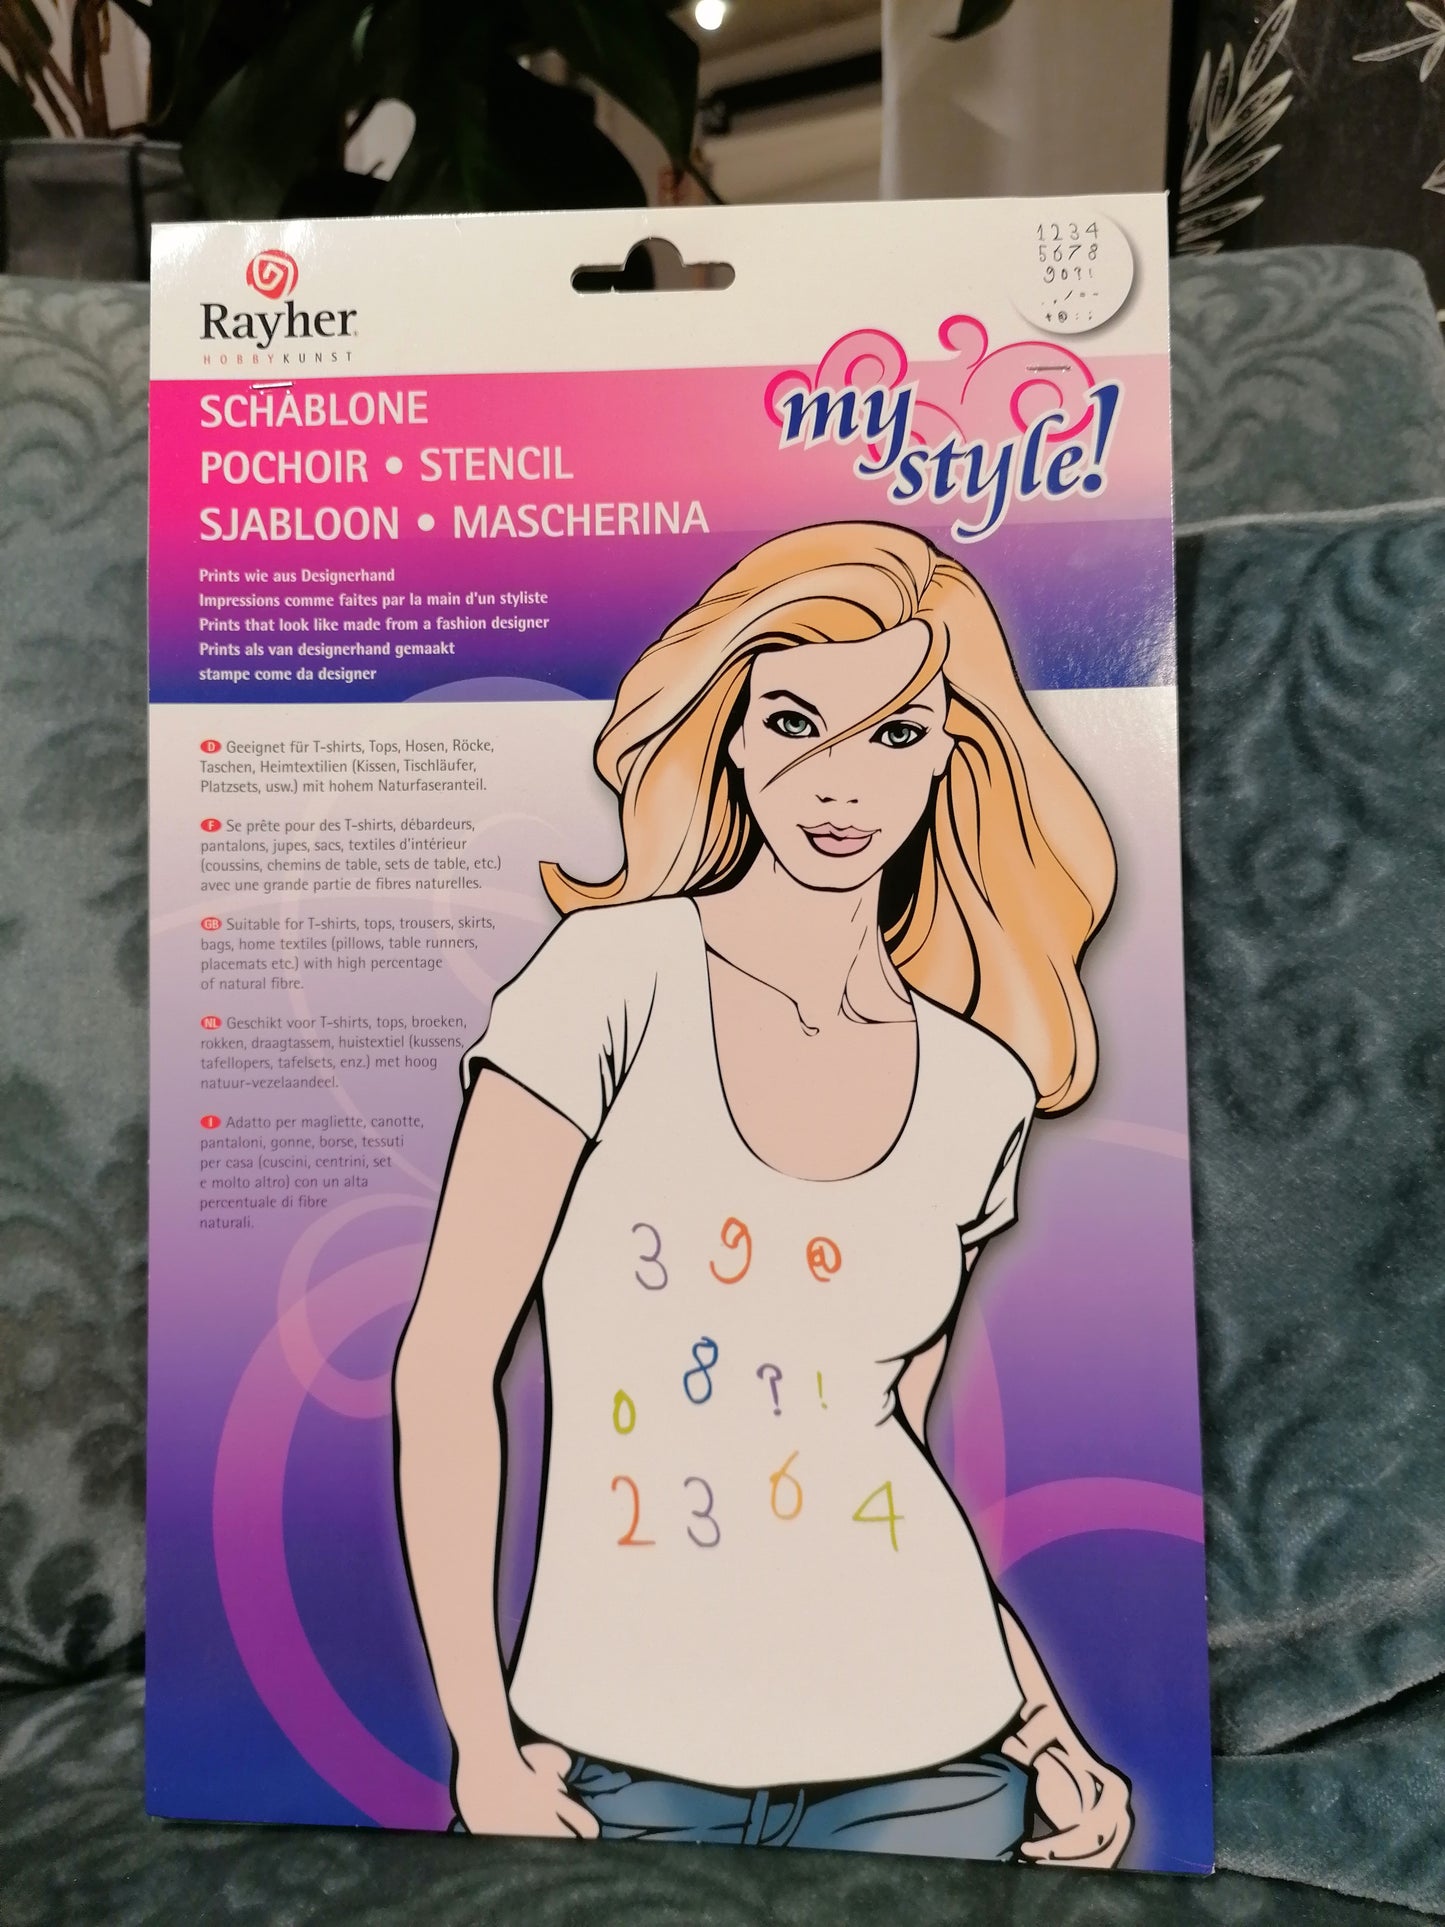 Rayher
HOBBYKUNST
1 2 3 4
5 6 7 8
9 0 ? !
. , / = -
+ @ : ;
my
style!
SCHABLONE
POCHOIR • STENCIL
SJABLOON • MASCHERINA
Prints wie aus Designerhand
Impressions comme faites par la main d'un styliste
Prints that look like made from a fashion designer
Prints als van designerhand gemaakt
stampe come da designer
D Geeignet für T-shirts, Tops, Hosen, Röcke,
Taschen, Heimtextilien (Kissen, Tischläufer,
Platzsets, usw.) mit hohem Naturfaseranteil.
F Se prête pour des T-shirts, débardeurs,
pantalons, jupes, sacs, textiles d'intérieur
(coussins, chemins de table, sets de table, etc.)
avec une grande partie de fibres naturelles.
GB Suitable for T-shirts, tops, trousers, skirts,
bags, home textiles (pillows, table runners,
placemats etc.) with high percentage
of natural fibre.
NL Geschikt voor T-shirts, tops, broeken,
rokken, draagtassem, huistextiel (kussens,
tafellopers, tafelsets, enz.) met hoog
natuur-vezelaandeel.
I Adatto per magliette, canotte,
pantaloni, gonne, borse, tessuti
per casa (cuscini, centrini, set
e molto altro) con un alta
percentuale di fibre
naturali.
3 9 @
0 8 ? !
2 3 6 4